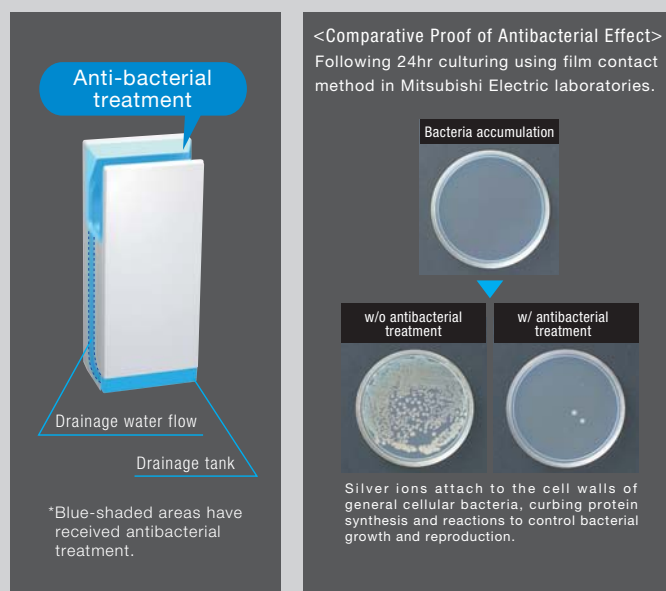 Anti-bacterial
treatment
Drainage water flow
Drainage tank
*Blue-shaded areas have
received antibacterial
treatment.
<Comparative Proof of Antibacterial Effect>
Following 24hr culturing using film contact
method in Mitsubishi Electric laboratories.
Bacteria accumulation
w/o antibacterial
treatment
w/ antibacterial
treatment
Silver ions attach to the cell walls of
general cellular bacteria, curbing protein
synthesis and reactions to control bacterial
growth and reproduction.